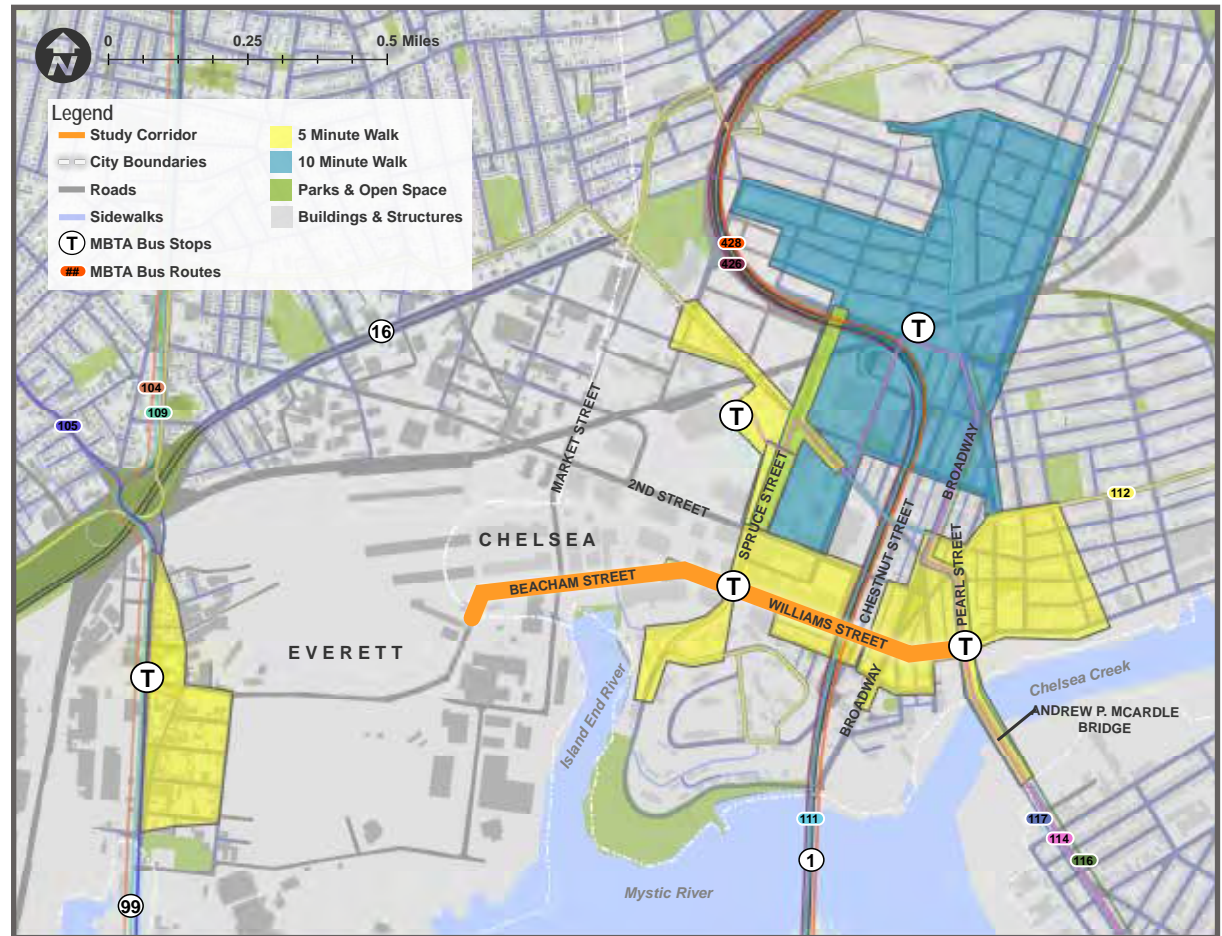 0 0.25 0.5 Miles
N
Legend
Study Corridor
City Boundaries
Roads
Sidewalks
T MBTA Bus Stops
## MBTA Bus Routes
5 Minute Walk
10 Minute Walk
Parks & Open Space
Buildings & Structures
428
426
16
T
104
109
105
T
MARKET STREET
2ND STREET
SPRUCE STREET
BROADWAY
112
CHELSEA
CHESTNUT STREET
PEARL STREET
BEACHAM STREET
T
WILLIAMS STREET
EVERETT
T
T
Island End River
BROADWAY
Chelsea Creek
ANDREW P. MCARDLE
BRIDGE
111
117
114
116
1
Mystic River
99